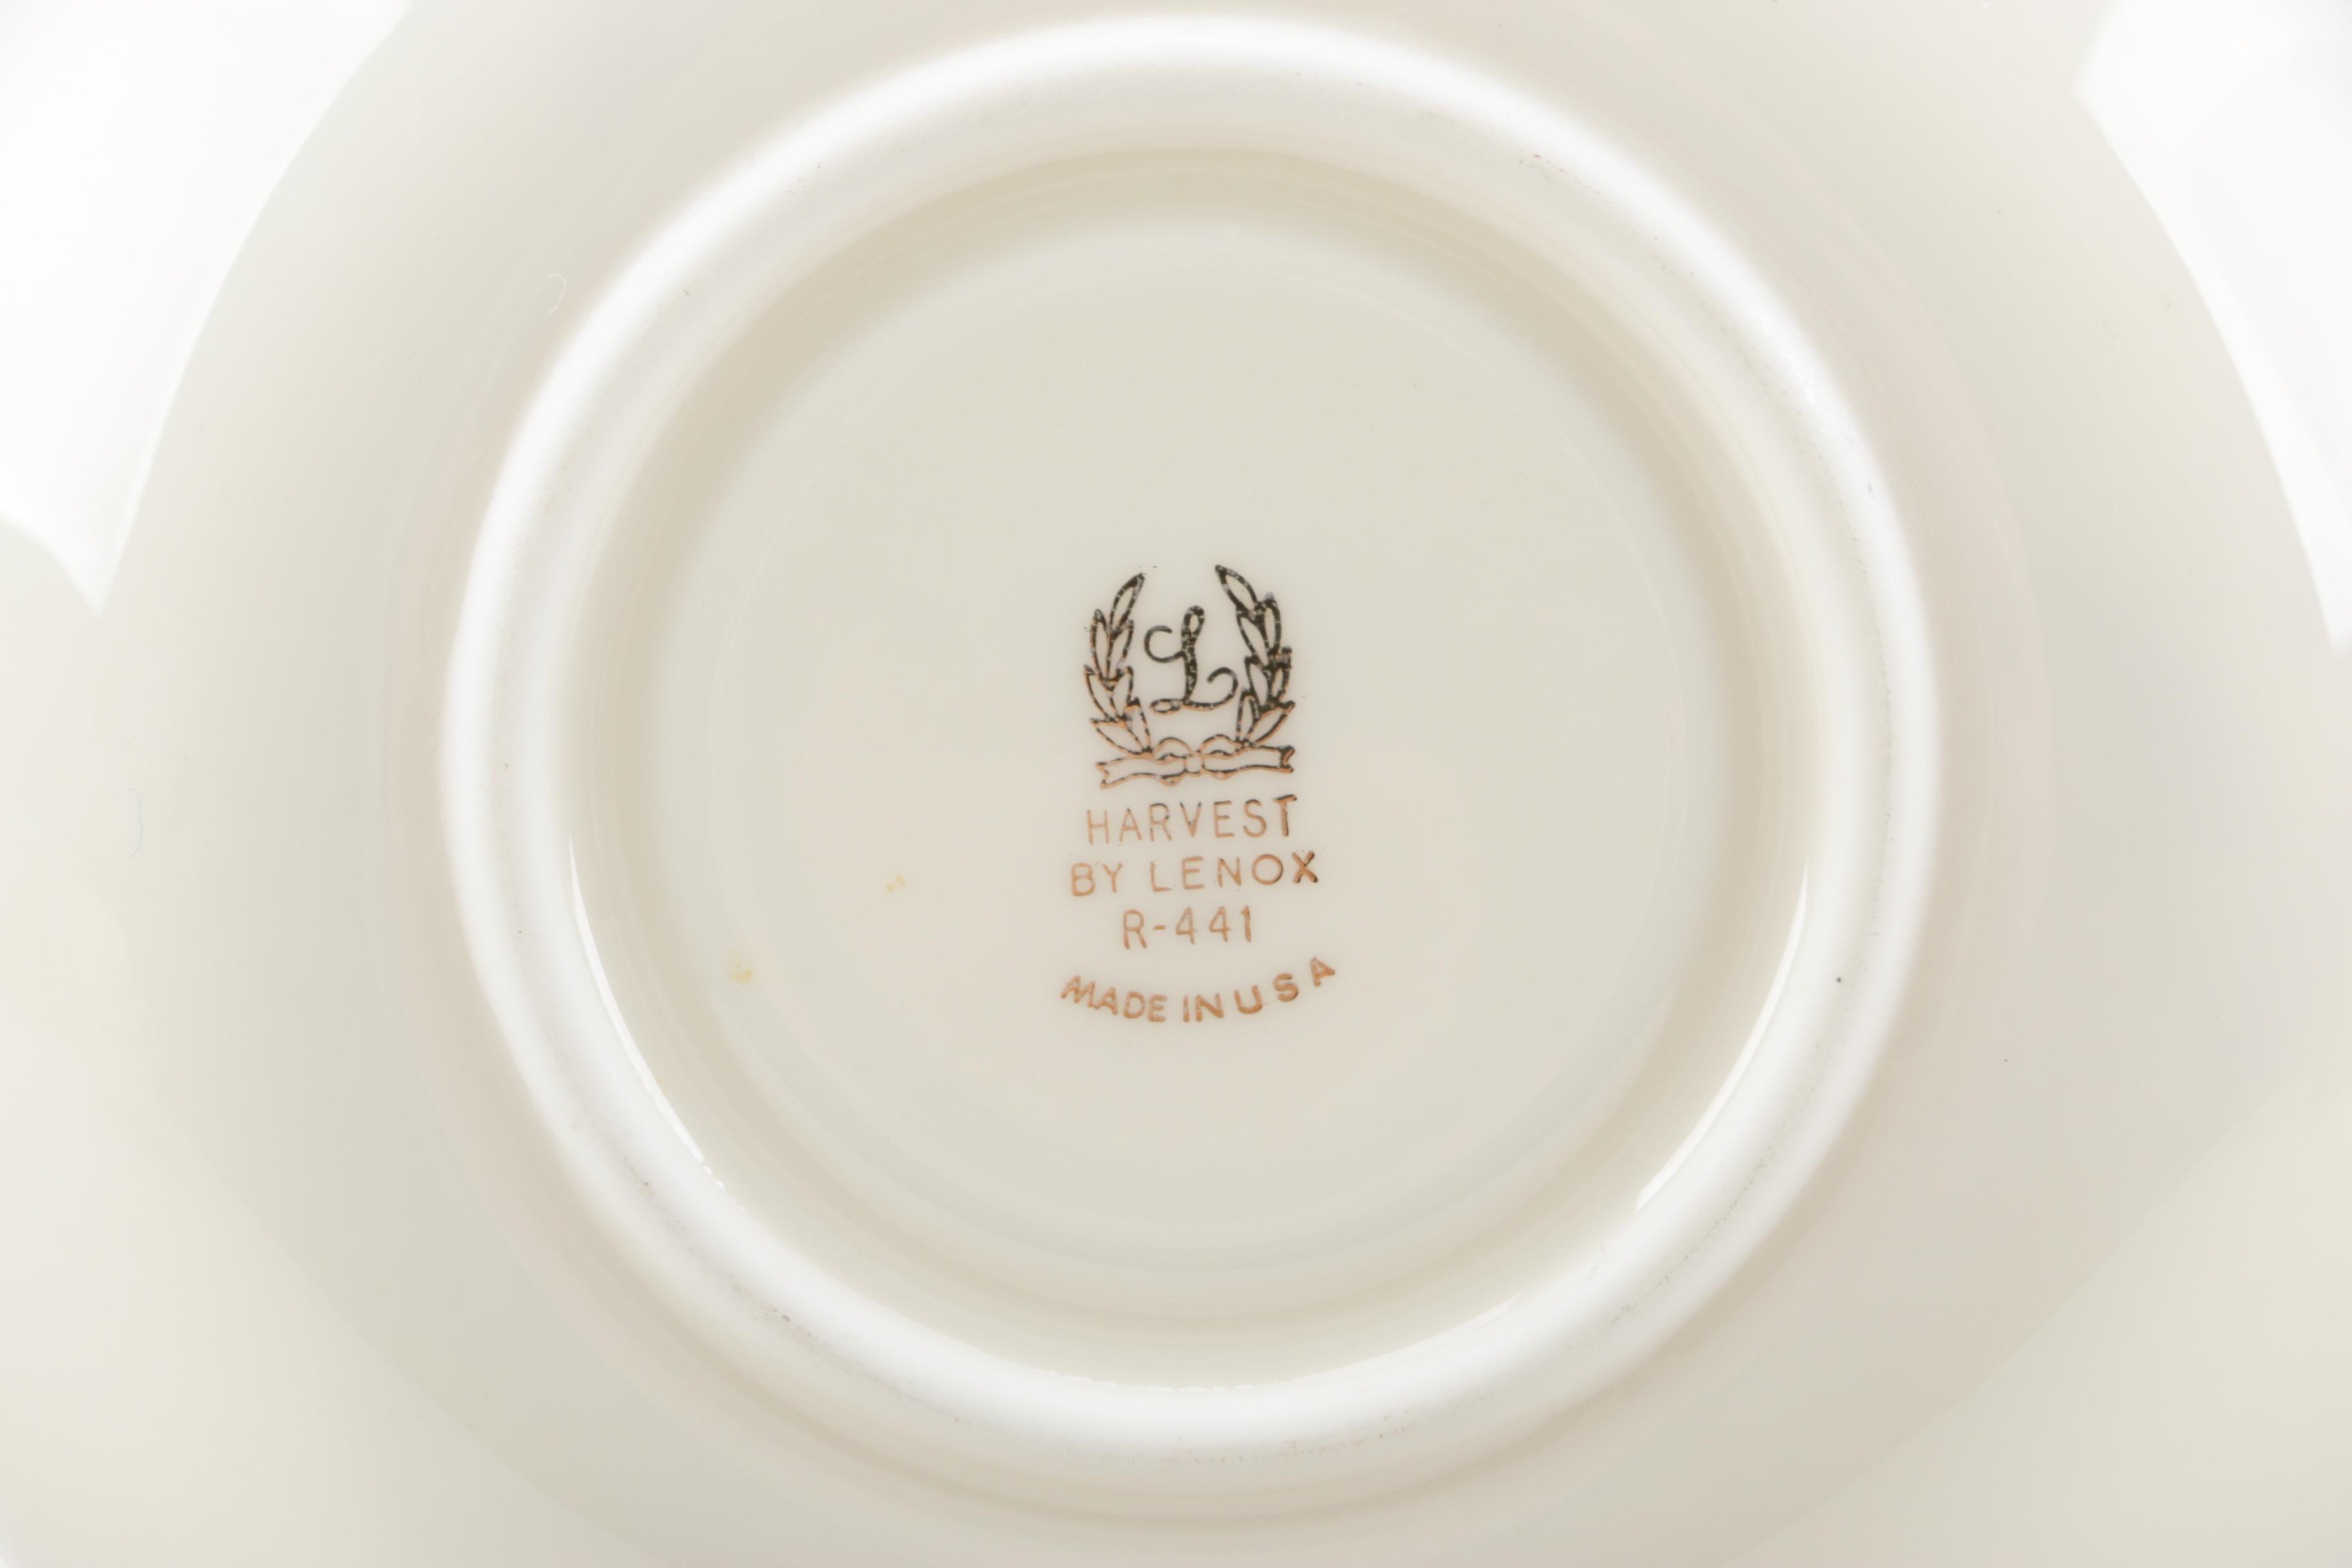 L
HARVEST
BY LENOX
R-441
MADE IN USA